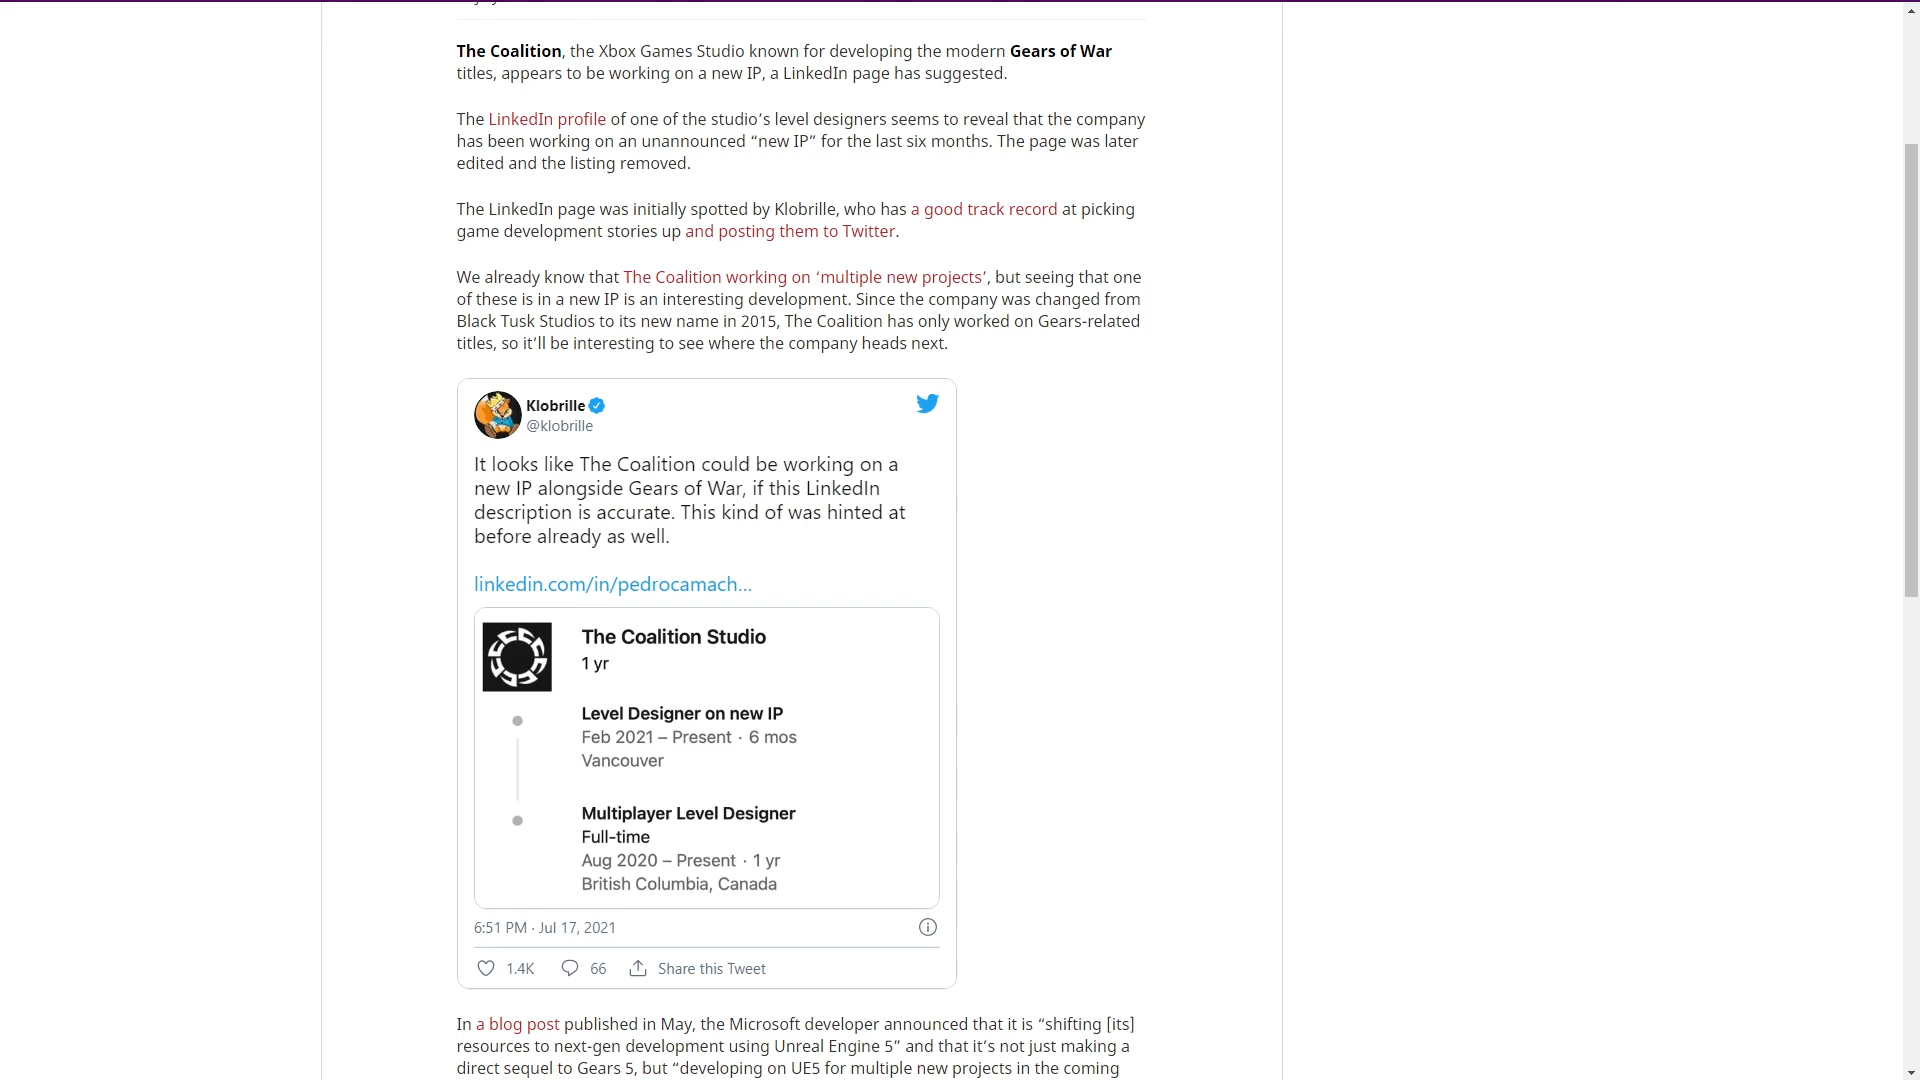 The Coalition, the Xbox Games Studio known for developing the modern Gears of War
titles, appears to be working on a new IP, a LinkedIn page has suggested.
The LinkedIn profile of one of the studio’s level designers seems to reveal that the company
has been working on an unannounced “new IP” for the last six months. The page was later
edited and the listing removed.
The LinkedIn page was initially spotted by Klobrille, who has a good track record at picking
game development stories up and posting them to Twitter.
We already know that The Coalition working on ‘multiple new projects’, but seeing that one
of these is in a new IP is an interesting development. Since the company was changed from
Black Tusk Studios to its new name in 2015, The Coalition has only worked on Gears-related
titles, so it’ll be interesting to see where the company heads next.
Klobrille
@klobrille
It looks like The Coalition could be working on a
new IP alongside Gears of War, if this LinkedIn
description is accurate. This kind of was hinted at
before already as well.
linkedin.com/in/pedrocamach...
The Coalition Studio
1 yr
Level Designer on new IP
Feb 2021 – Present · 6 mos
Vancouver
Multiplayer Level Designer
Full-time
Aug 2020 – Present · 1 yr
British Columbia, Canada
6:51 PM · Jul 17, 2021
1.4K 66 Share this Tweet
In a blog post published in May, the Microsoft developer announced that it is “shifting [its]
resources to next-gen development using Unreal Engine 5” and that it’s not just making a
direct sequel to Gears 5, but “developing on UE5 for multiple new projects in the coming